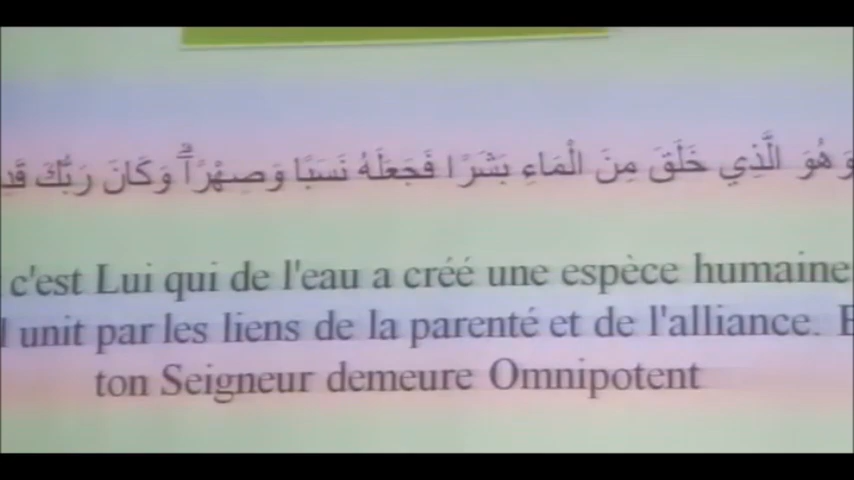 وَهُوَ الَّذِي خَلَقَ مِنَ الْمَاءِ بَشَرًا فَجَعَلَهُ نَسَبًا وَصِهْرًا ۗ وَكَانَ رَبُّكَ
c'est Lui qui de l'eau a créé une espèce humaine
unit par les liens de la parenté et de l'alliance.
ton Seigneur demeure Omnipotent